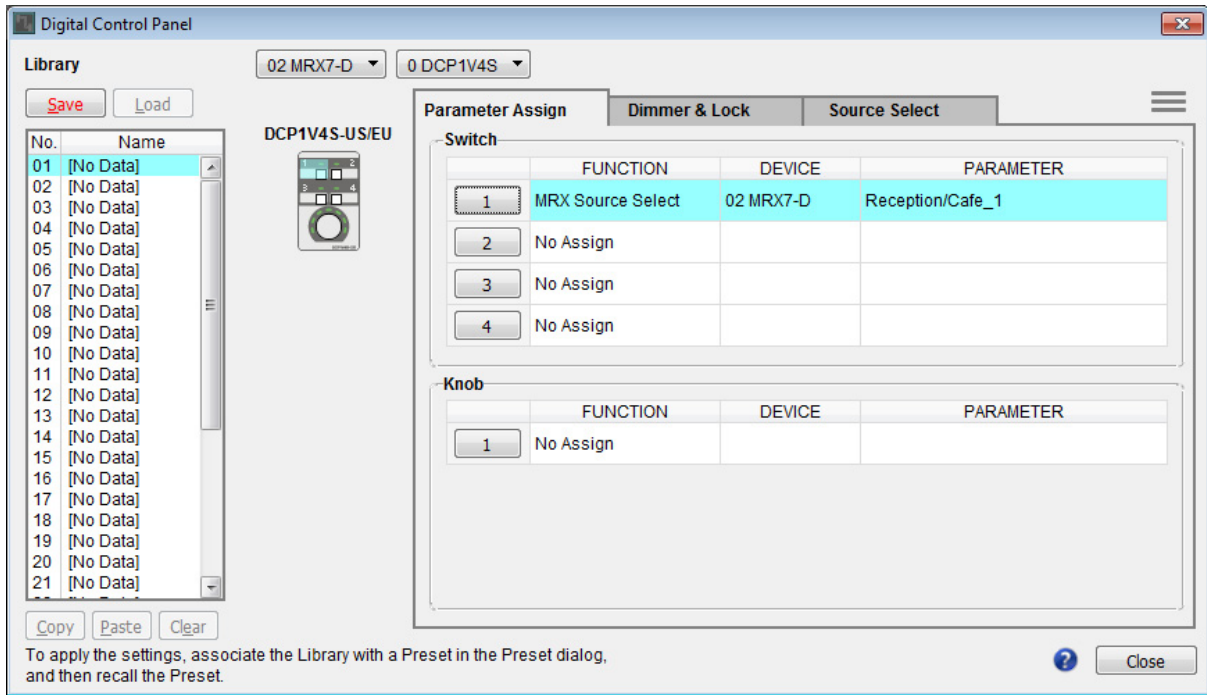 Digital Control Panel
Library
02 MRX7-D
0 DCP1V4S
Save
Load
No. Name
01 [No Data]
02 [No Data]
03 [No Data]
04 [No Data]
05 [No Data]
06 [No Data]
07 [No Data]
08 [No Data]
09 [No Data]
10 [No Data]
11 [No Data]
12 [No Data]
13 [No Data]
14 [No Data]
15 [No Data]
16 [No Data]
17 [No Data]
18 [No Data]
19 [No Data]
20 [No Data]
21 [No Data]
Copy Paste Clear
DCP1V4S-US/EU
1 2
3 4
Parameter Assign Dimmer & Lock Source Select
Switch
FUNCTION DEVICE PARAMETER
1 MRX Source Select 02 MRX7-D Reception/Cafe_1
2 No Assign
3 No Assign
4 No Assign
Knob
FUNCTION DEVICE PARAMETER
1 No Assign
To apply the settings, associate the Library with a Preset in the Preset dialog,
and then recall the Preset.
?
Close